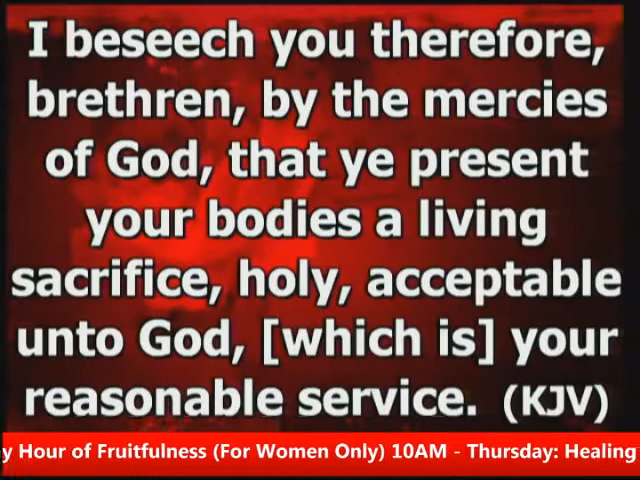 I beseech you therefore,
brethren, by the mercies
of God, that ye present
your bodies a living
sacrifice, holy, acceptable
unto God, [which is] your
reasonable service. (KJV)
y Hour of Fruitfulness (For Women Only) 10AM - Thursday: Healing